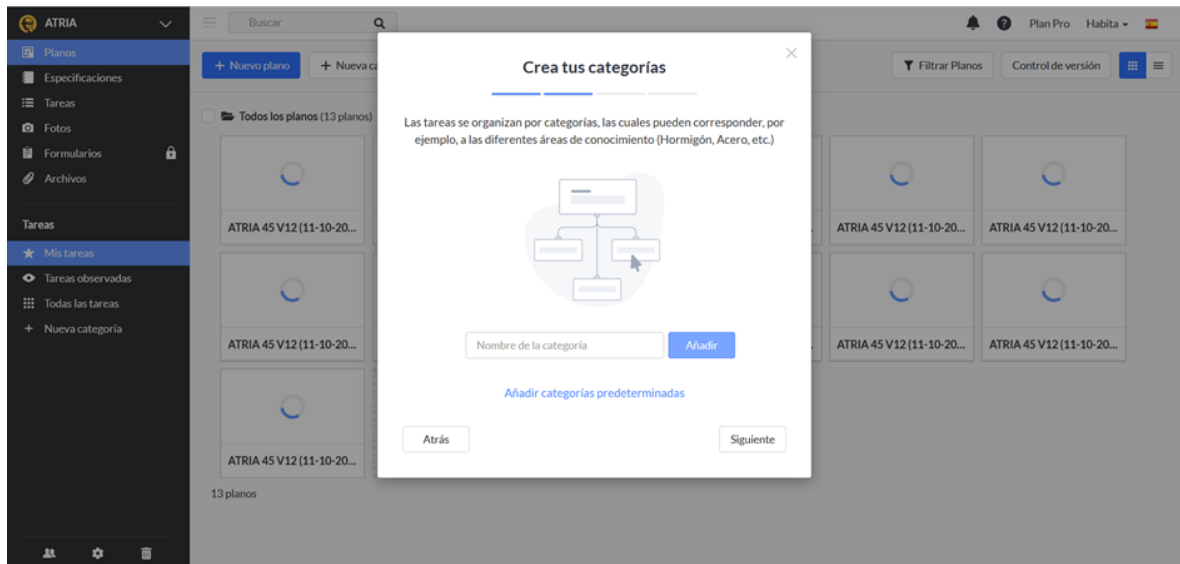 ATRIA
Buscar
Plan Pro
Habita
Planos
Especificaciones
Tareas
Fotos
Formularios
Archivos
Tareas
Mis tareas
Tareas observadas
Todas las tareas
+ Nueva categoría
+ Nuevo plano
+ Nueva ca
Filtrar Planos
Control de versión
Todos los planos (13 planos)
ATRIA 45 V12 (11-10-20...
ATRIA 45 V12 (11-10-20...
ATRIA 45 V12 (11-10-20...
ATRIA 45 V12 (11-10-20...
ATRIA 45 V12 (11-10-20...
ATRIA 45 V12 (11-10-20...
ATRIA 45 V12 (11-10-20...
13 planos
Crea tus categorías
Las tareas se organizan por categorías, las cuales pueden corresponder, por
ejemplo, a las diferentes áreas de conocimiento (Hormigón, Acero, etc.)
Nombre de la categoría
Añadir
Añadir categorías predeterminadas
Atrás
Siguiente